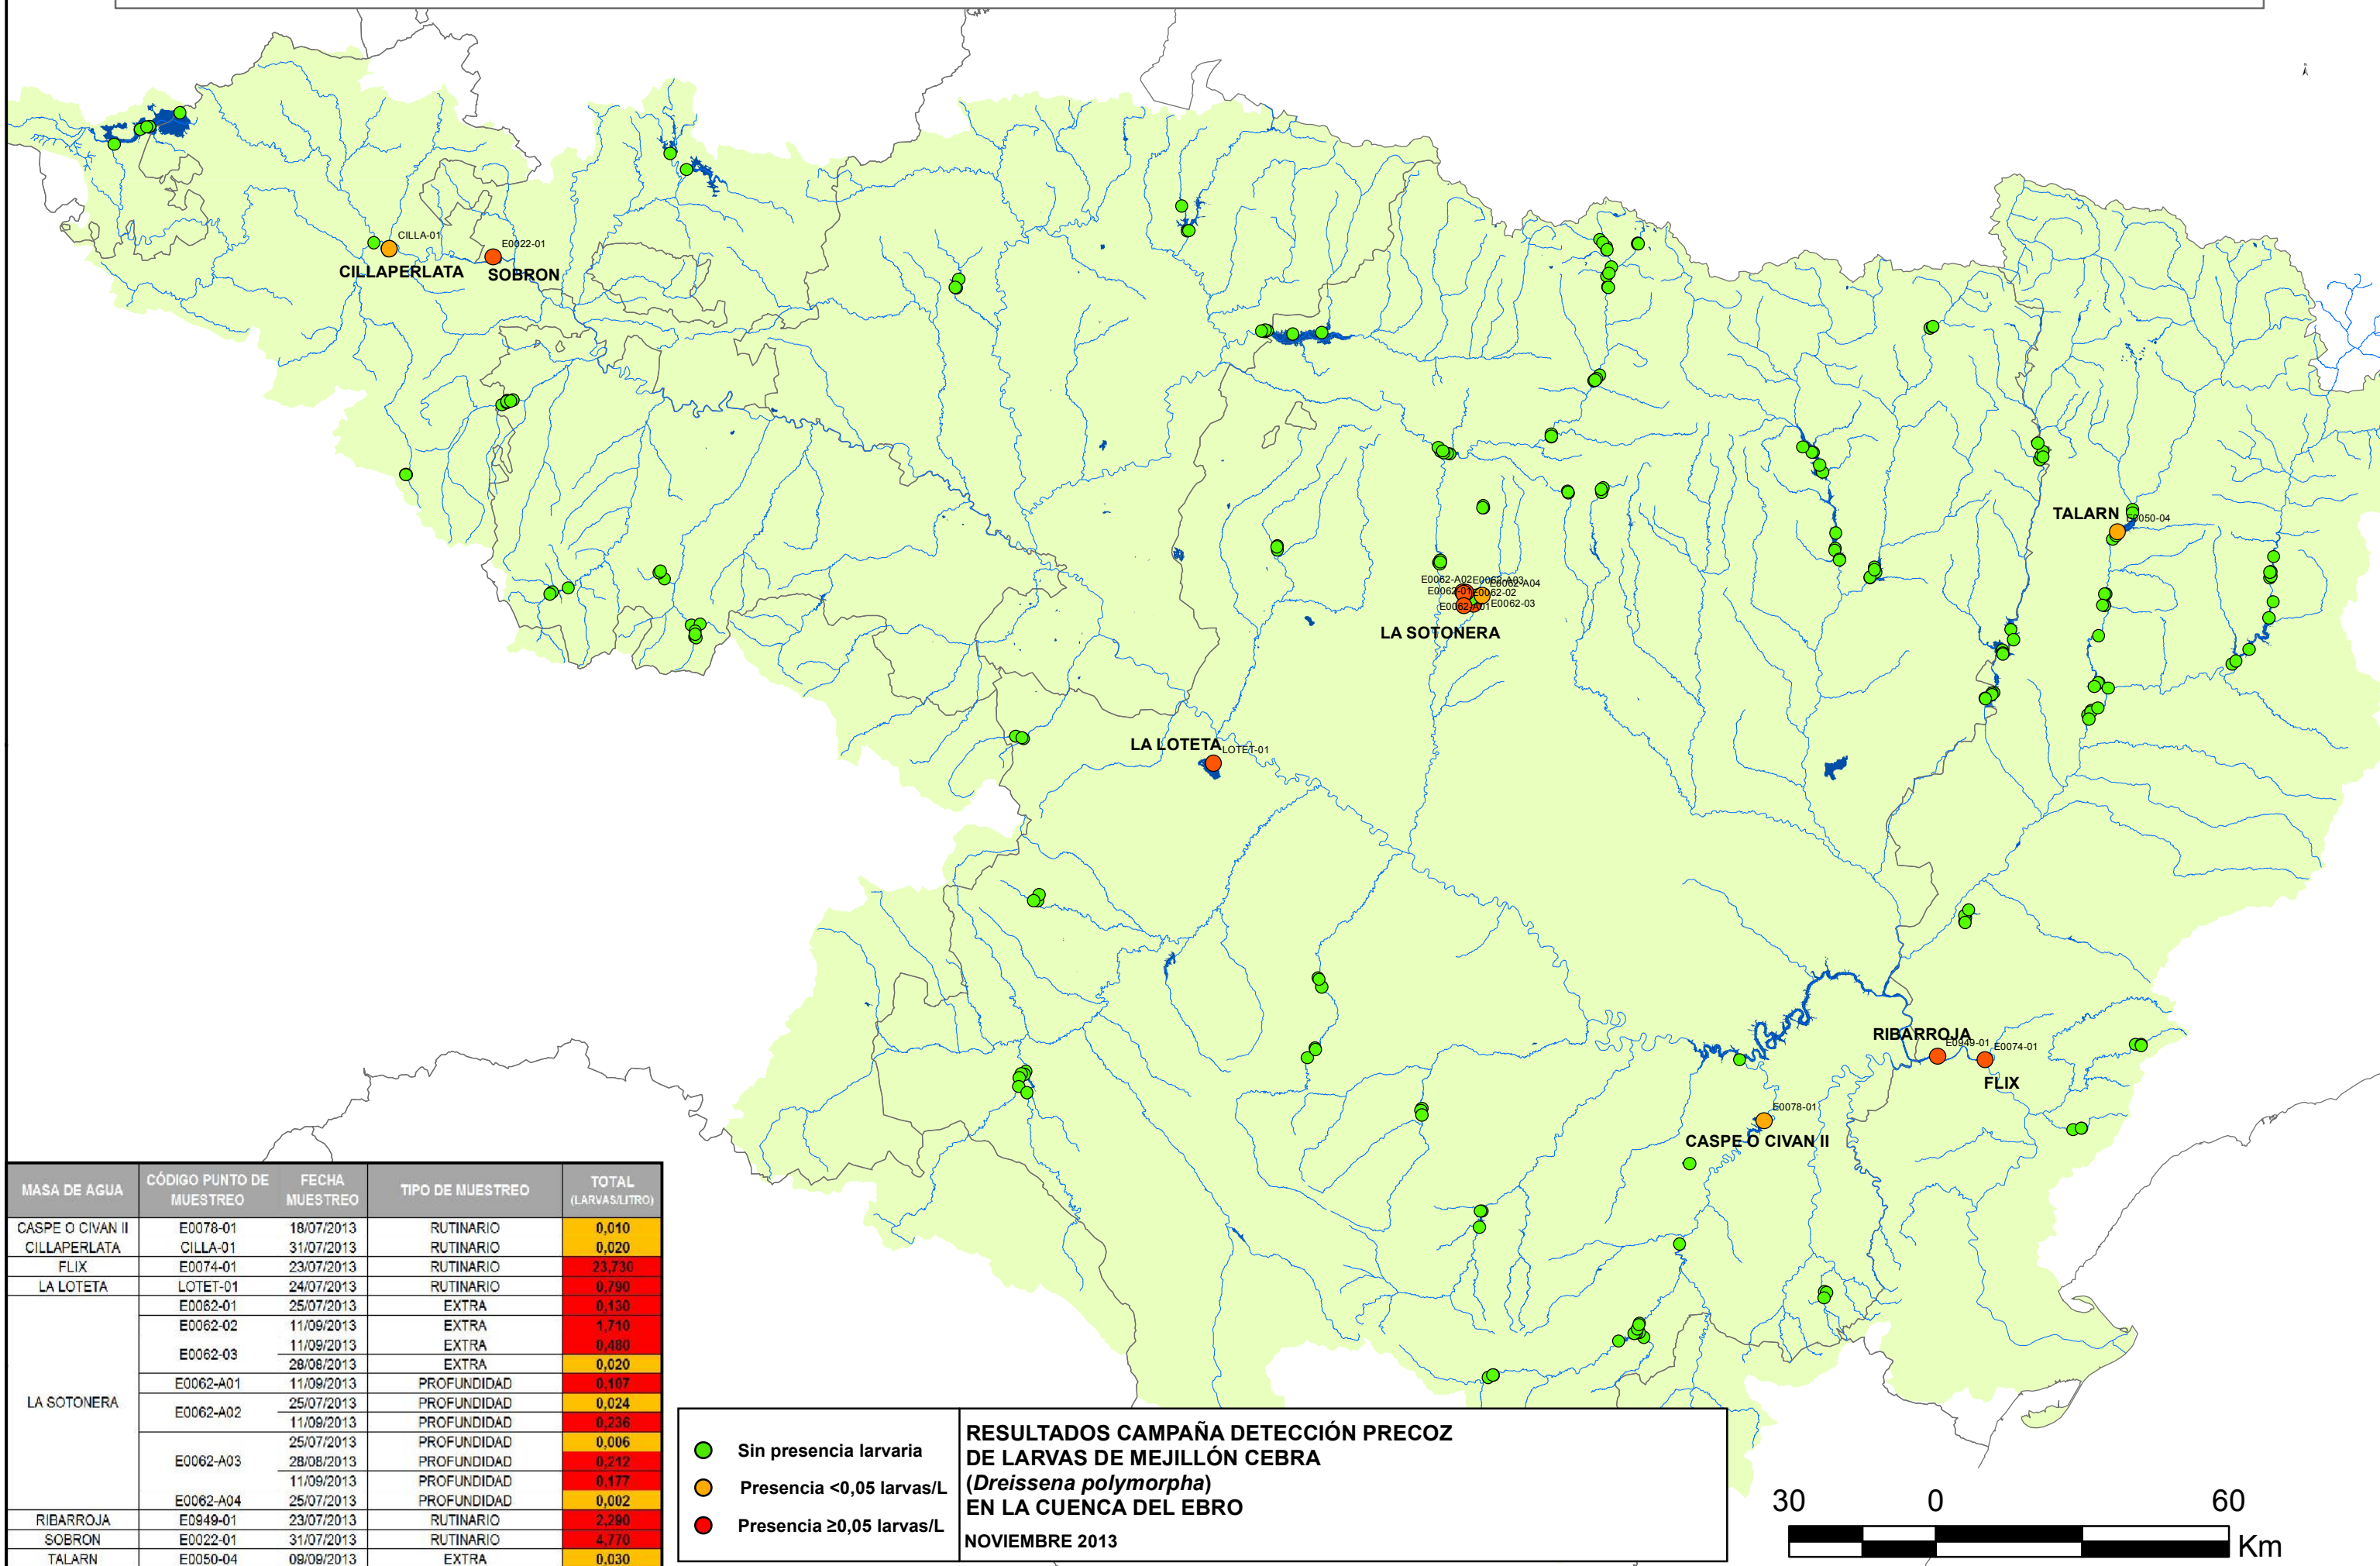 CILLA-01
CILLAPERLATA
E0022-01
SOBRON
TALARN
E0050-04
E0062-A02
E0062-A03
E0062-A04
E0062-01
E0062-02
E0062-A01
E0062-03
LA SOTONERA
LA LOTETA
LOTET-01
RIBARROJA
E0949-01
E0074-01
FLIX
E0078-01
CASPE O CIVAN II
MASA DE AGUA CÓDIGO PUNTO DE MUESTREO FECHA MUESTREO TIPO DE MUESTREO TOTAL (LARVAS/LITRO)
CASPE O CIVAN II E0078-01 18/07/2013 RUTINARIO 0,010
CILLAPERLATA CILLA-01 31/07/2013 RUTINARIO 0,020
FLIX E0074-01 23/07/2013 RUTINARIO 23,730
LA LOTETA LOTET-01 24/07/2013 RUTINARIO 0,790
LA SOTONERA E0062-01 25/07/2013 EXTRA 0,130
E0062-02 11/09/2013 EXTRA 1,710
E0062-03 11/09/2013 EXTRA 0,480
28/08/2013 EXTRA 0,020
E0062-A01 11/09/2013 PROFUNDIDAD 0,107
E0062-A02 25/07/2013 PROFUNDIDAD 0,024
11/09/2013 PROFUNDIDAD 0,236
E0062-A03 25/07/2013 PROFUNDIDAD 0,006
28/08/2013 PROFUNDIDAD 0,212
11/09/2013 PROFUNDIDAD 0,177
E0062-A04 25/07/2013 PROFUNDIDAD 0,002
RIBARROJA E0949-01 23/07/2013 RUTINARIO 2,290
SOBRON E0022-01 31/07/2013 RUTINARIO 4,770
TALARN E0050-04 09/09/2013 EXTRA 0,030
Sin presencia larvaria
Presencia <0,05 larvas/L
Presencia ≥0,05 larvas/L
RESULTADOS CAMPAÑA DETECCIÓN PRECOZ
DE LARVAS DE MEJILLÓN CEBRA
(Dreissena polymorpha)
EN LA CUENCA DEL EBRO
NOVIEMBRE 2013
30 0 60
Km